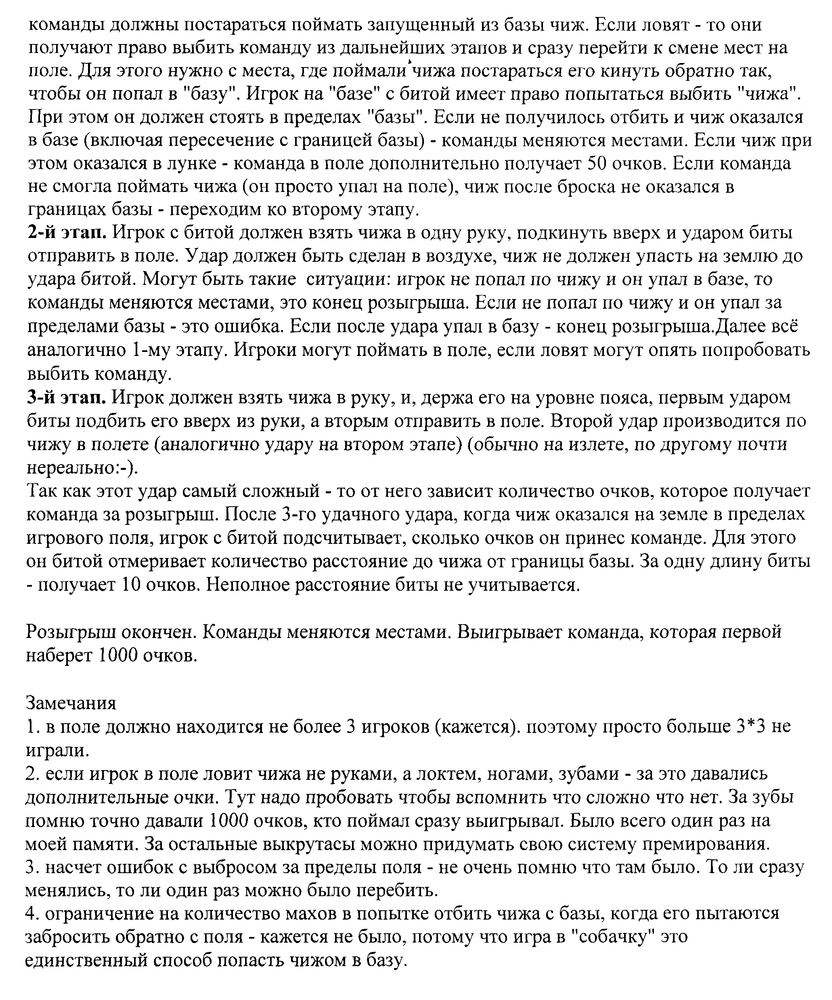 команды должны постараться поймать запущенный из базы чиж. Если ловят - то они
получают право выбить команду из дальнейших этапов и сразу перейти к смене мест на
поле. Для этого нужно с места, где поймали чижа постараться его кинуть обратно так,
чтобы он попал в "базу". Игрок на "базе" с битой имеет право попытаться выбить "чижа".
При этом он должен стоять в пределах "базы". Если не получилось отбить и чиж оказался
в базе (включая пересечение с границей базы) - команды меняются местами. Если чиж при
этом оказался в лунке - команда в поле дополнительно получает 50 очков. Если команда
не смогла поймать чижа (он просто упал на поле), чиж после броска не оказался в
границах базы - переходим ко второму этапу.
2-й этап. Игрок с битой должен взять чижа в одну руку, подкинуть вверх и ударом биты
отправить в поле. Удар должен быть сделан в воздухе, чиж не должен упасть на землю до
удара битой. Могут быть такие  ситуации: игрок не попал по чижу и он упал в базе, то
команды меняются местами, это конец розыгрыша. Если не попал по чижу и он упал за
пределами базы - это ошибка. Если после удара упал в базу - конец розыгрыша.Далее всё
аналогично 1-му этапу. Игроки могут поймать в поле, если ловят могут опять попробовать
выбить команду.
3-й этап. Игрок должен взять чижа в руку, и, держа его на уровне пояса, первым ударом
биты подбить его вверх из руки, а вторым отправить в поле. Второй удар производится по
чижу в полете (аналогично удару на втором этапе) (обычно на излете, по другому почти
нереально:-).
Так как этот удар самый сложный - то от него зависит количество очков, которое получает
команда за розыгрыш. После 3-го удачного удара, когда чиж оказался на земле в пределах
игрового поля, игрок с битой подсчитывает, сколько очков он принес команде. Для этого
он битой отмеривает количество расстояние до чижа от границы базы. За одну длину биты
- получает 10 очков. Неполное расстояние биты не учитывается.
Розыгрыш окончен. Команды меняются местами. Выигрывает команда, которая первой
наберет 1000 очков.
Замечания
1. в поле должно находится не более 3 игроков (кажется). поэтому просто больше 3*3 не
играли.
2. если игрок в поле ловит чижа не руками, а локтем, ногами, зубами - за это давались
дополнительные очки. Тут надо пробовать чтобы вспомнить что сложно что нет. За зубы
помню точно давали 1000 очков, кто поймал сразу выигрывал. Было всего один раз на
моей памяти. За остальные выкрутасы можно придумать свою систему премирования.
3. насчет ошибок с выбросом за пределы поля - не очень помню что там было. То ли сразу
менялись, то ли один раз можно было перебить.
4. ограничение на количество махов в попытке отбить чижа с базы, когда его пытаются
забросить обратно с поля - кажется не было, потому что игра в "собачку" это
единственный способ попасть чижом в базу.